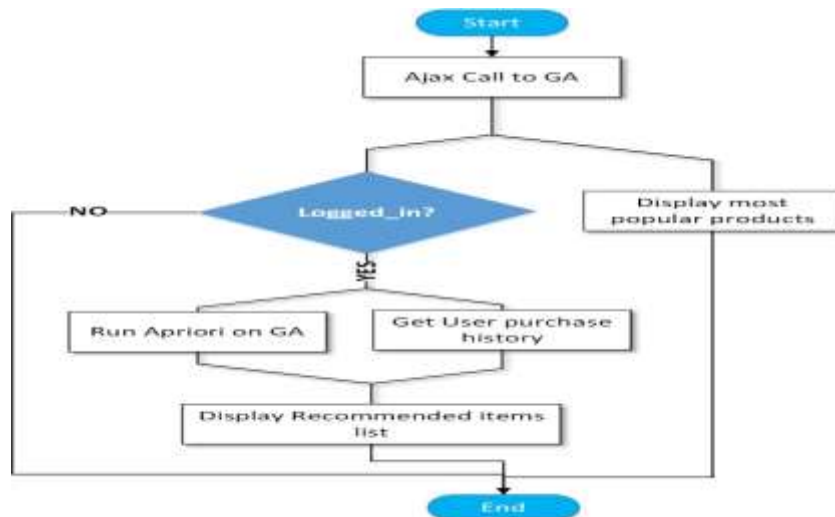 Start
Ajax Call to GA
Logged_in?
NO
Display most
popular products
YES
Run Apriori on GA
Get User purchase
history
Display Recommended items
list
End